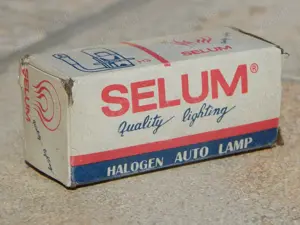 SELUM
SELUM®
Quality lighting
HALOGEN AUTO LAMP